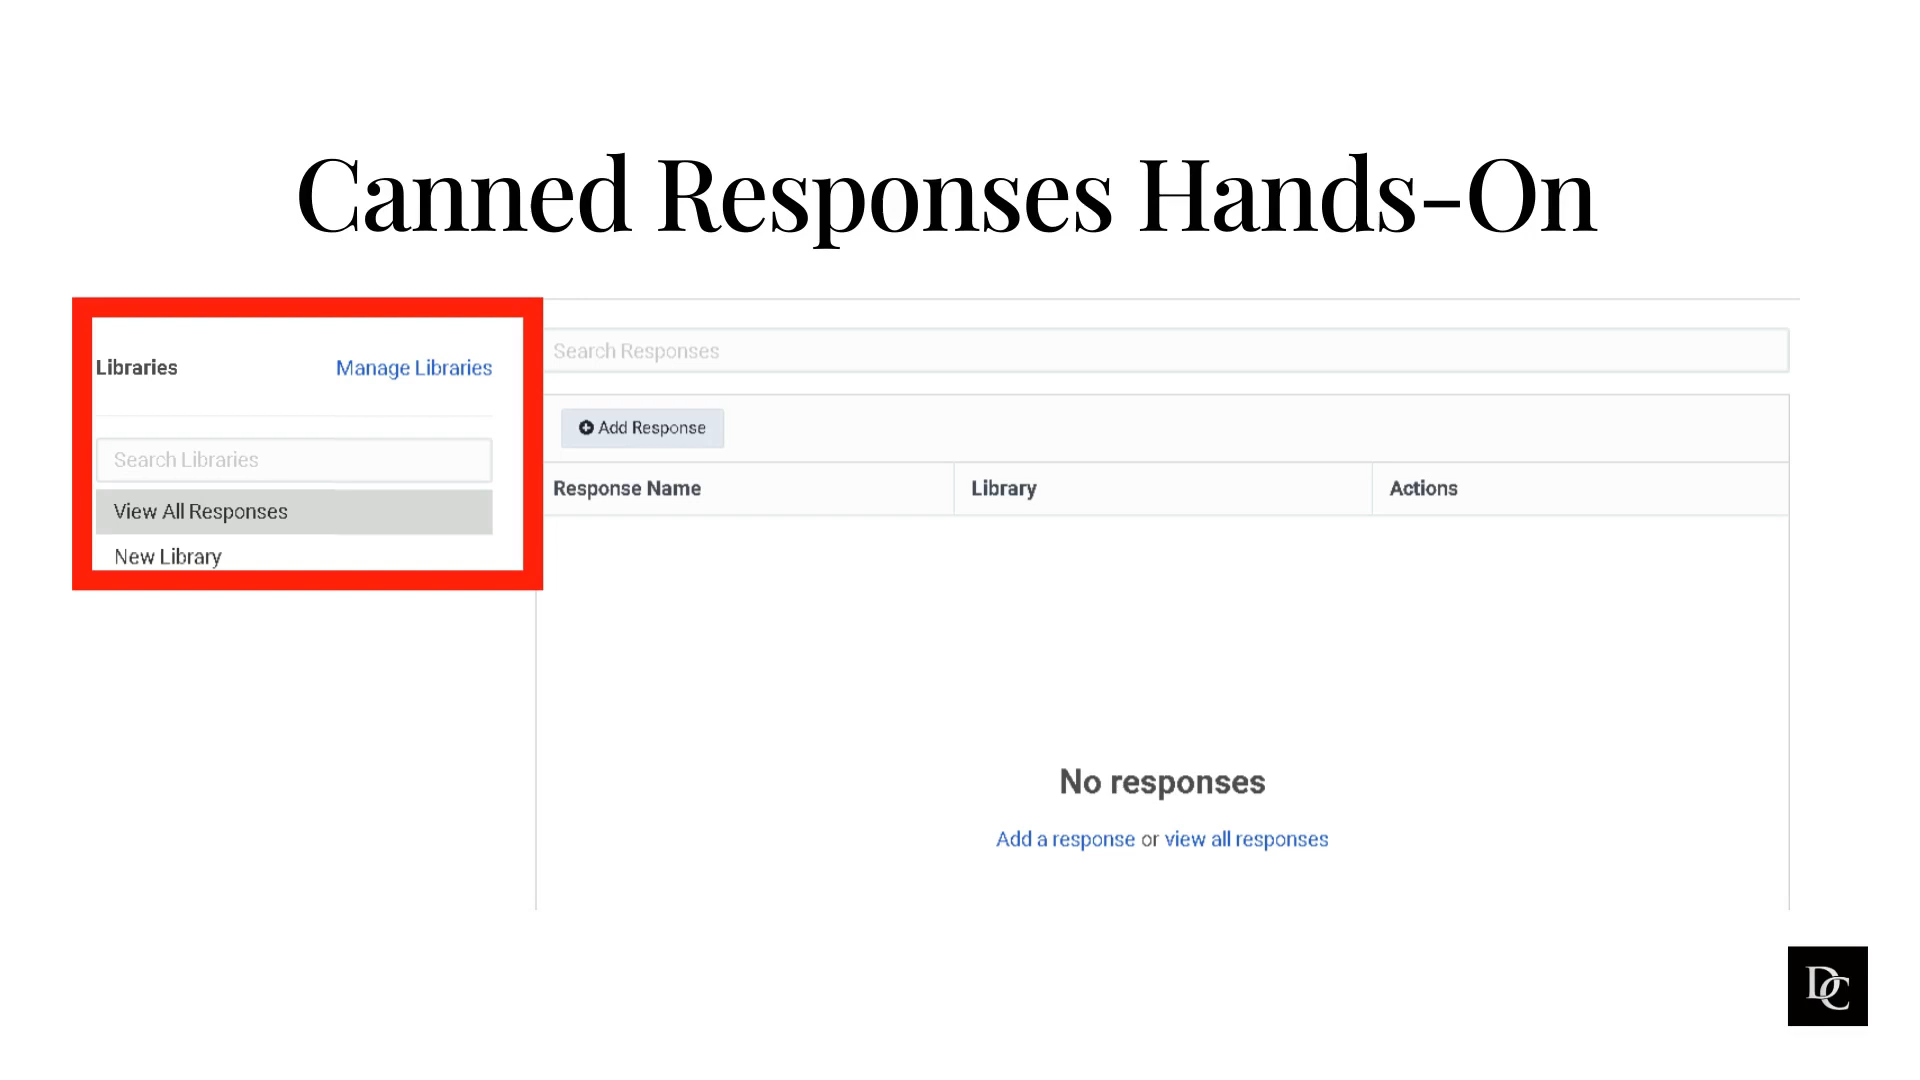 Canned Responses Hands-On
Libraries
Manage Libraries
Search Libraries
View All Responses
New Library
Search Responses
Add Response
Response Name
Library
Actions
No responses
Add a response or view all responses
DC